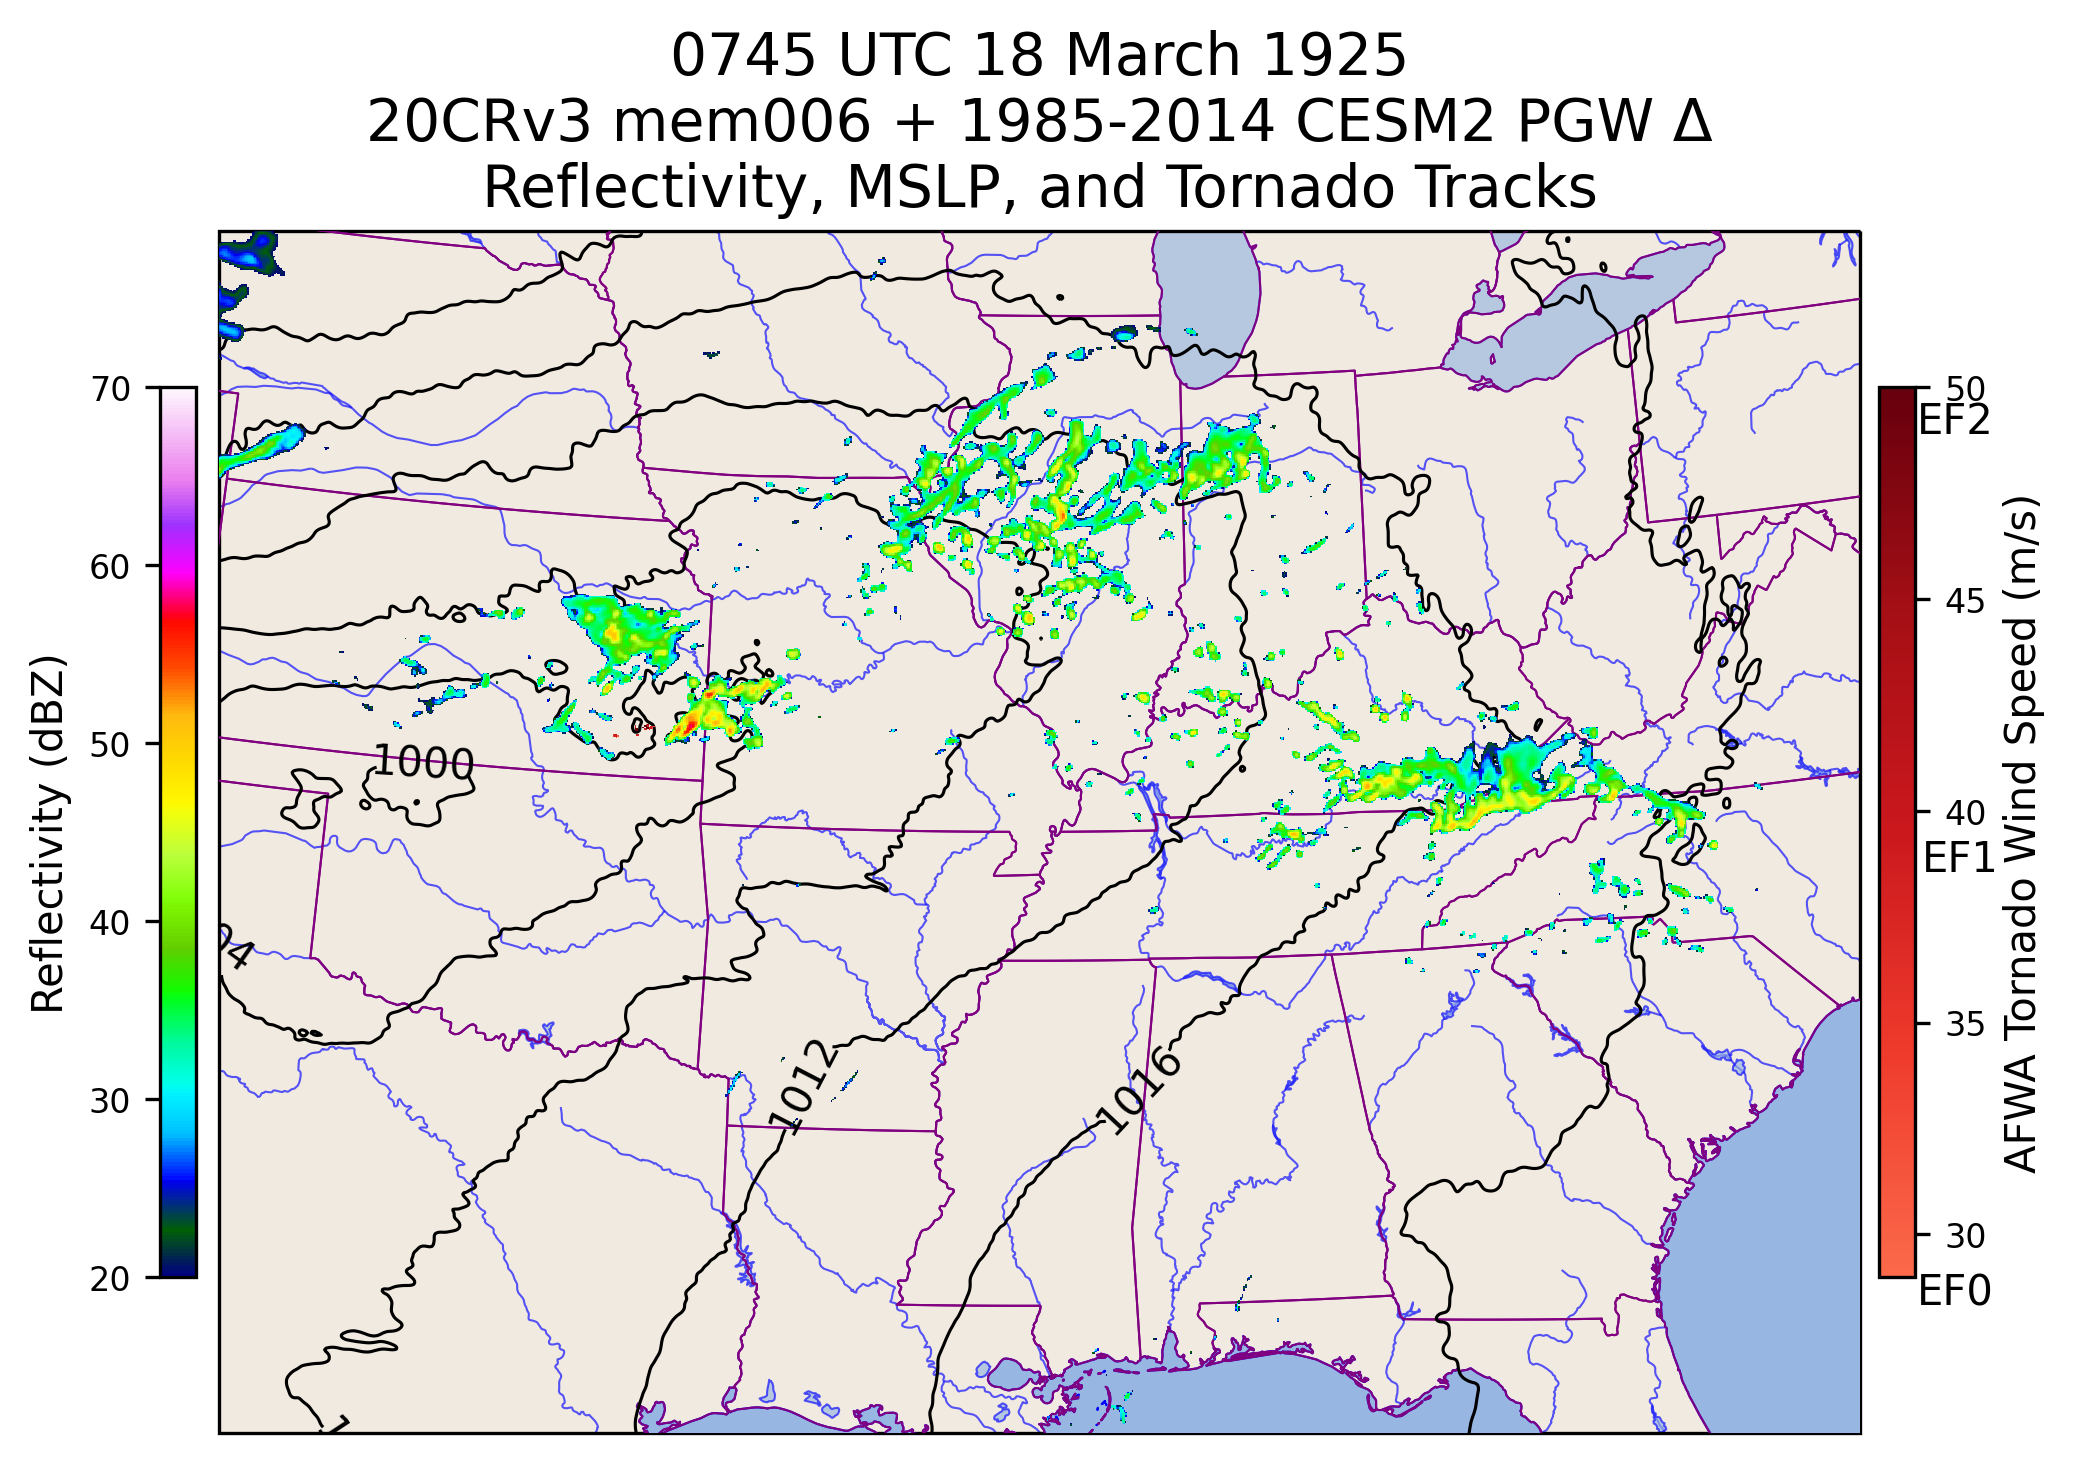 0745 UTC 18 March 1925
20CRv3 mem006 + 1985-2014 CESM2 PGW Δ
Reflectivity, MSLP, and Tornado Tracks
70
60
50
40
30
20
Reflectivity (dBZ)
1000
04
1012
1016
1
50
EF2
45
40
EF1
35
30
EF0
AFWA Tornado Wind Speed (m/s)